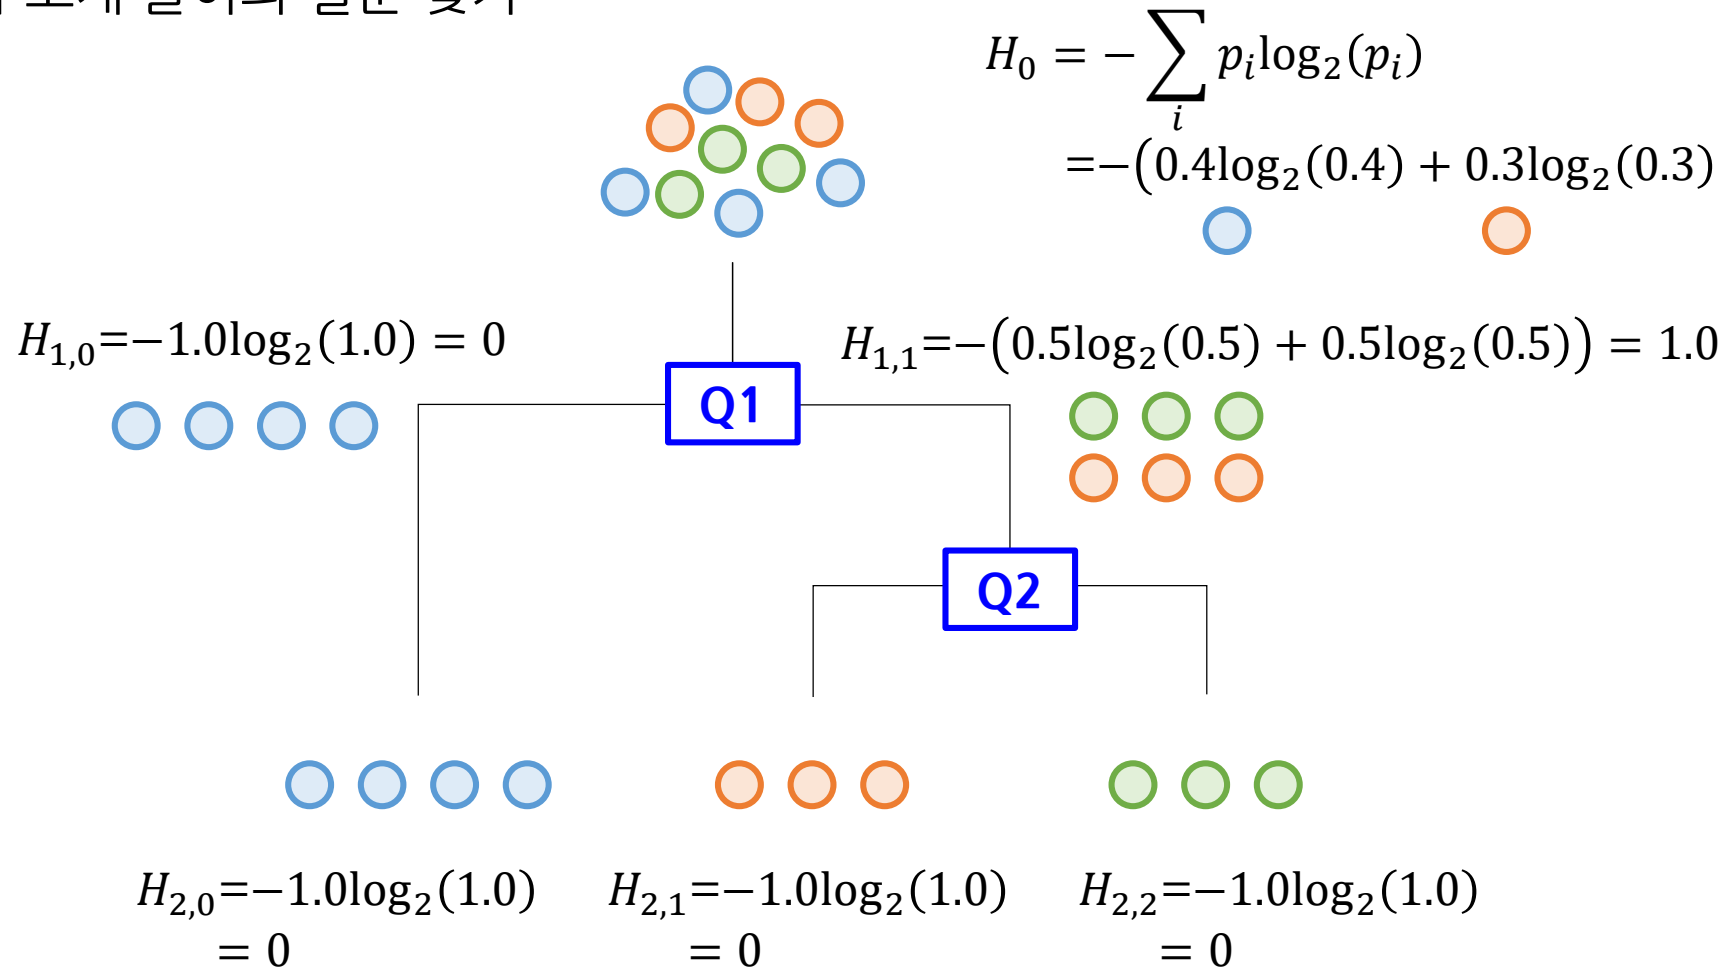 H₀ = − ∑ᵢ pᵢlog₂(pᵢ)
=−(0.4log₂(0.4) + 0.3log₂(0.3)
H₁,₀=−1.0log₂(1.0) = 0
H₁,₁=−(0.5log₂(0.5) + 0.5log₂(0.5)) = 1.0
Q1
Q2
H₂,₀=−1.0log₂(1.0)
= 0
H₂,₁=−1.0log₂(1.0)
= 0
H₂,₂=−1.0log₂(1.0)
= 0